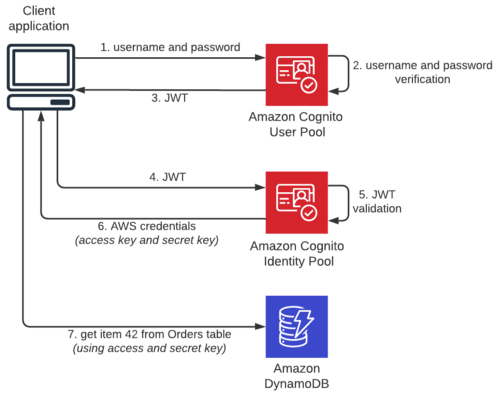 Client
application
1. username and password
2. username and password
verification
3. JWT
Amazon Cognito
User Pool
4. JWT
5. JWT
validation
6. AWS credentials
(access key and secret key)
Amazon Cognito
Identity Pool
7. get item 42 from Orders table
(using access and secret key)
Amazon
DynamoDB